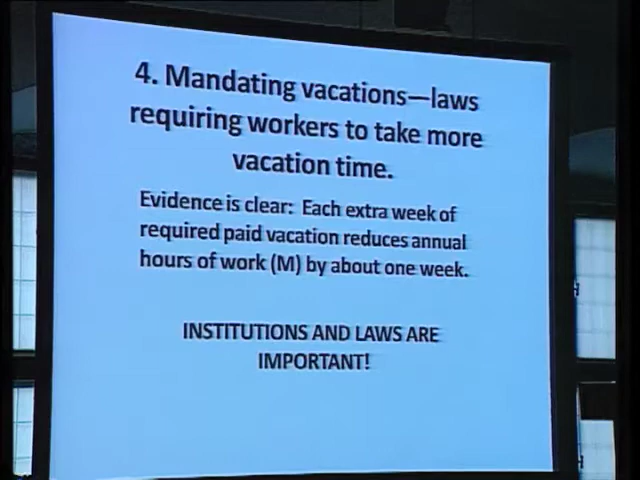 4. Mandating vacations—laws
requiring workers to take more
vacation time.
Evidence is clear: Each extra week of
required paid vacation reduces annual
hours of work (M) by about one week.
INSTITUTIONS AND LAWS ARE
IMPORTANT!